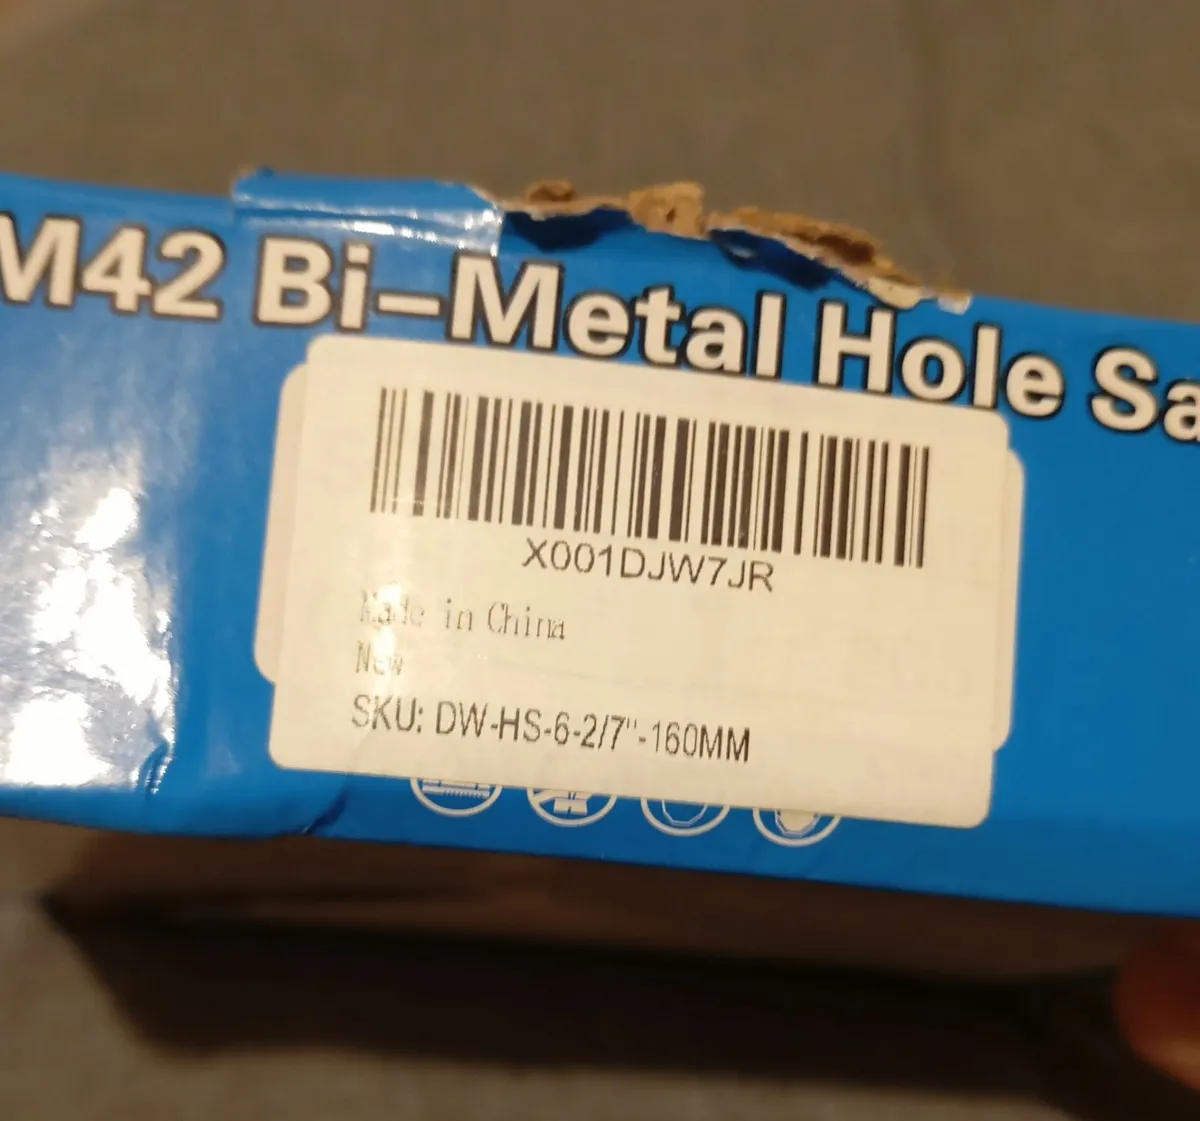 M42 Bi-Metal Hole Sa
X001DJW7JR
Made in China
New
SKU: DW-HS-6-2/7"-160MM